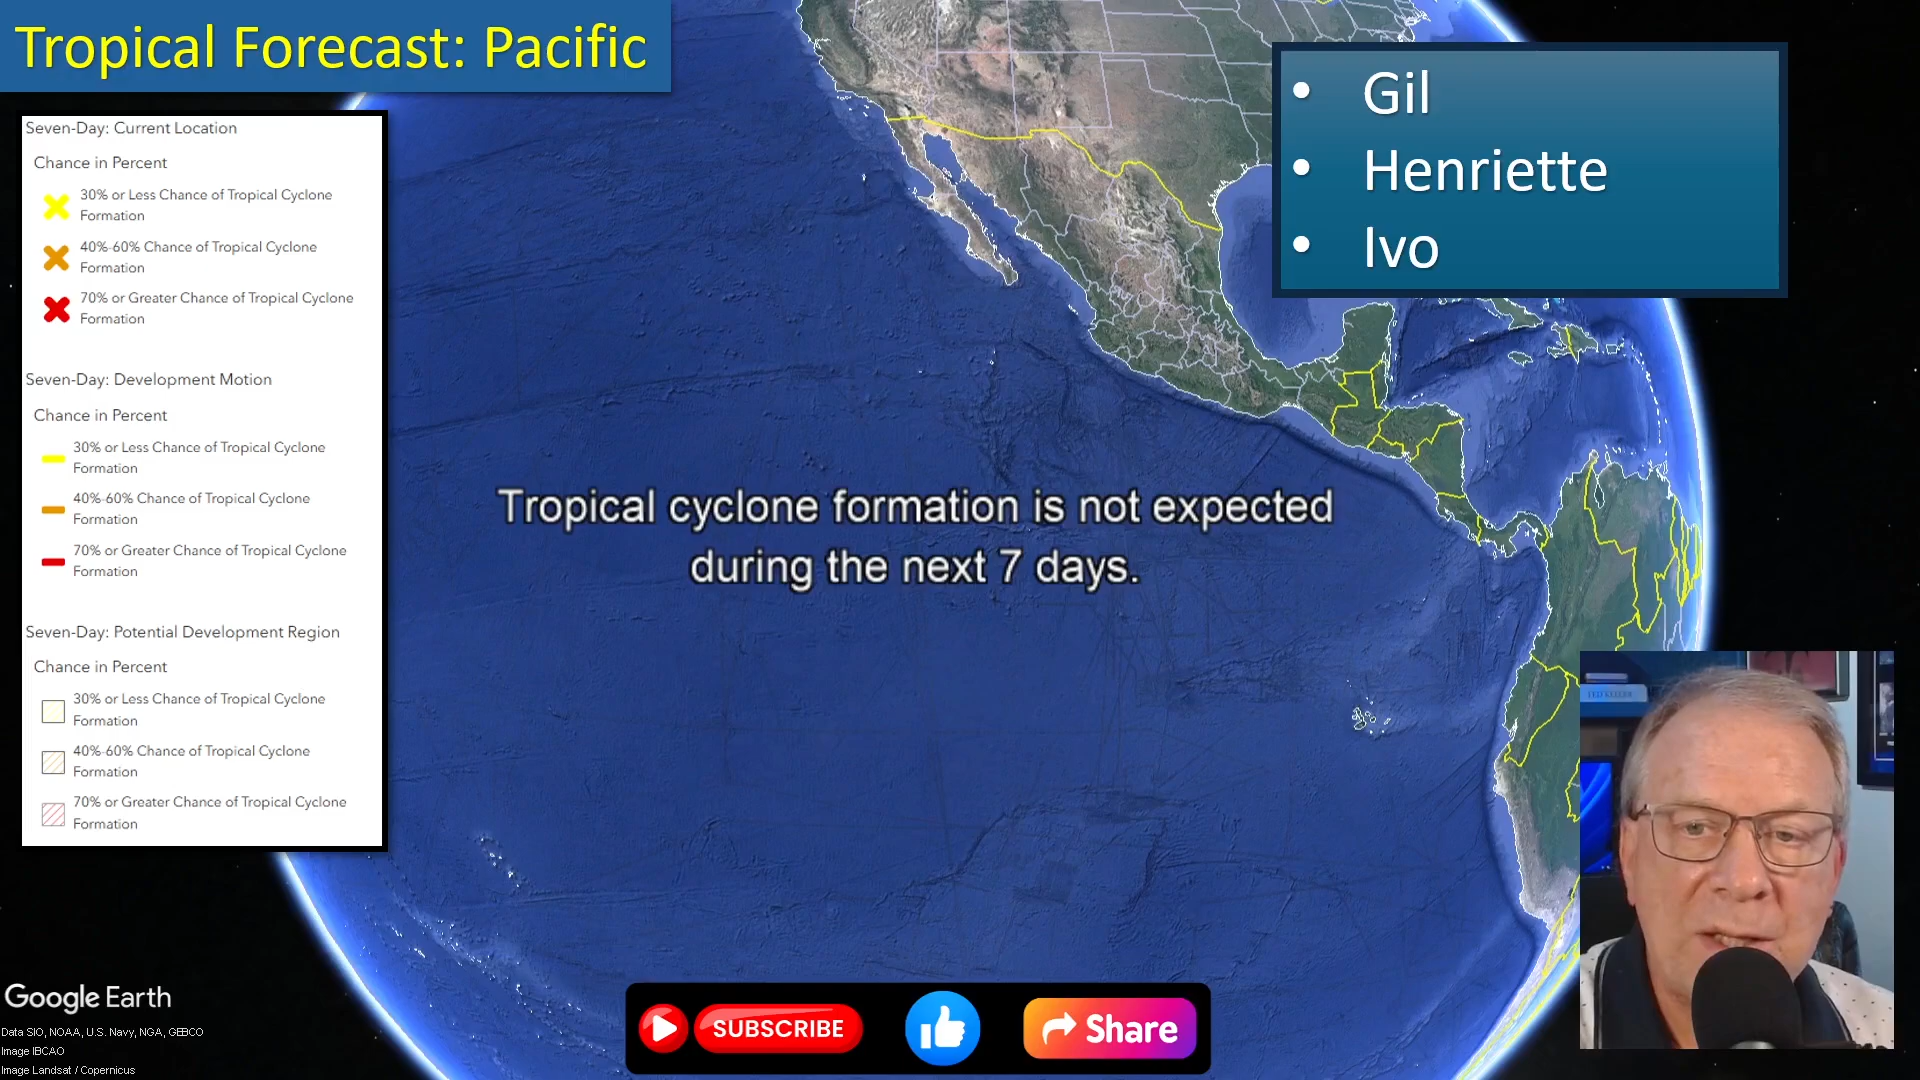 Tropical Forecast: Pacific
• Gil
• Henriette
• Ivo
Seven-Day: Current Location
Chance in Percent
30% or Less Chance of Tropical Cyclone
Formation
40%-60% Chance of Tropical Cyclone
Formation
70% or Greater Chance of Tropical Cyclone
Formation
Seven-Day: Development Motion
Chance in Percent
30% or Less Chance of Tropical Cyclone
Formation
40%-60% Chance of Tropical Cyclone
Formation
70% or Greater Chance of Tropical Cyclone
Formation
Seven-Day: Potential Development Region
Chance in Percent
30% or Less Chance of Tropical Cyclone
Formation
40%-60% Chance of Tropical Cyclone
Formation
70% or Greater Chance of Tropical Cyclone
Formation
Tropical cyclone formation is not expected
during the next 7 days.
Google Earth
Data SIO, NOAA, U.S. Navy, NGA, GEBCO
Image IBCAO
Image Landsat / Copernicus
SUBSCRIBE
Share